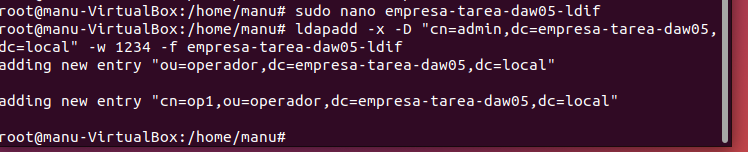 root@manu-VirtualBox:/home/manu# sudo nano empresa-tarea-daw05-ldif
root@manu-VirtualBox:/home/manu# ldapadd -x -D "cn=admin,dc=empresa-tarea-daw05,
dc=local" -w 1234 -f empresa-tarea-daw05-ldif
adding new entry "ou=operador,dc=empresa-tarea-daw05,dc=local"
adding new entry "cn=op1,ou=operador,dc=empresa-tarea-daw05,dc=local"
root@manu-VirtualBox:/home/manu#